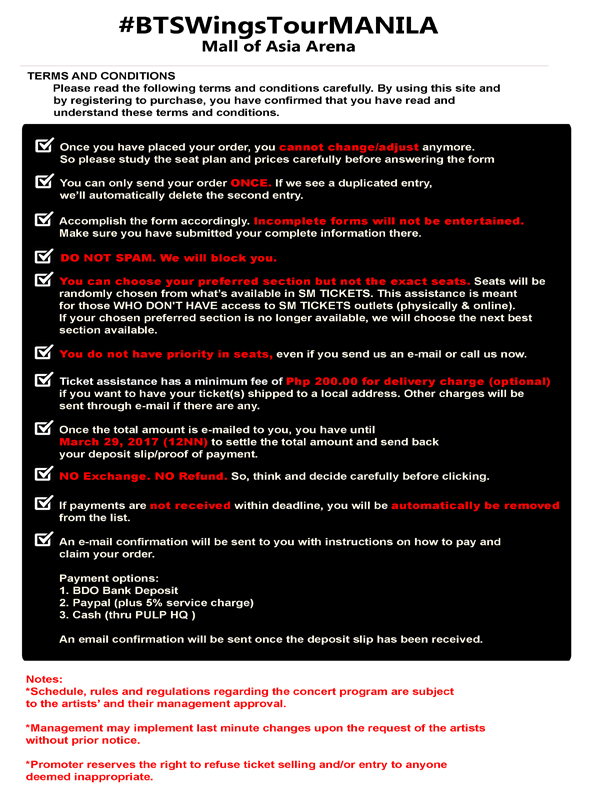 #BTSWingsTourMANILA
Mall of Asia Arena
TERMS AND CONDITIONS
Please read the following terms and conditions carefully. By using this site and
by registering to purchase, you have confirmed that you have read and
understand these terms and conditions.
Once you have placed your order, you cannot change/adjust anymore.
So please study the seat plan and prices carefully before answering the form
You can only send your order ONCE. If we see a duplicated entry,
we'll automatically delete the second entry.
Accomplish the form accordingly. Incomplete forms will not be entertained.
Make sure you have submitted your complete information there.
DO NOT SPAM. We will block you.
You can choose your preferred section but not the exact seats. Seats will be
randomly chosen from what's available in SM TICKETS. This assistance is meant
for those WHO DON'T HAVE access to SM TICKETS outlets (physically & online).
If your chosen preferred section is no longer available, we will choose the next best
section available.
You do not have priority in seats, even if you send us an e-mail or call us now.
Ticket assistance has a minimum fee of Php 200.00 for delivery charge (optional)
if you want to have your ticket(s) shipped to a local address. Other charges will be
sent through e-mail if there are any.
Once the total amount is e-mailed to you, you have until
March 29, 2017 (12NN) to settle the total amount and send back
your deposit slip/proof of payment.
NO Exchange. NO Refund. So, think and decide carefully before clicking.
If payments are not received within deadline, you will be automatically be removed
from the list.
An e-mail confirmation will be sent to you with instructions on how to pay and
claim your order.
Payment options:
1. BDO Bank Deposit
2. Paypal (plus 5% service charge)
3. Cash (thru PULP HQ )
An email confirmation will be sent once the deposit slip has been received.
Notes:
*Schedule, rules and regulations regarding the concert program are subject
to the artists' and their management approval.
*Management may implement last minute changes upon the request of the artists
without prior notice.
*Promoter reserves the right to refuse ticket selling and/or entry to anyone
deemed inappropriate.